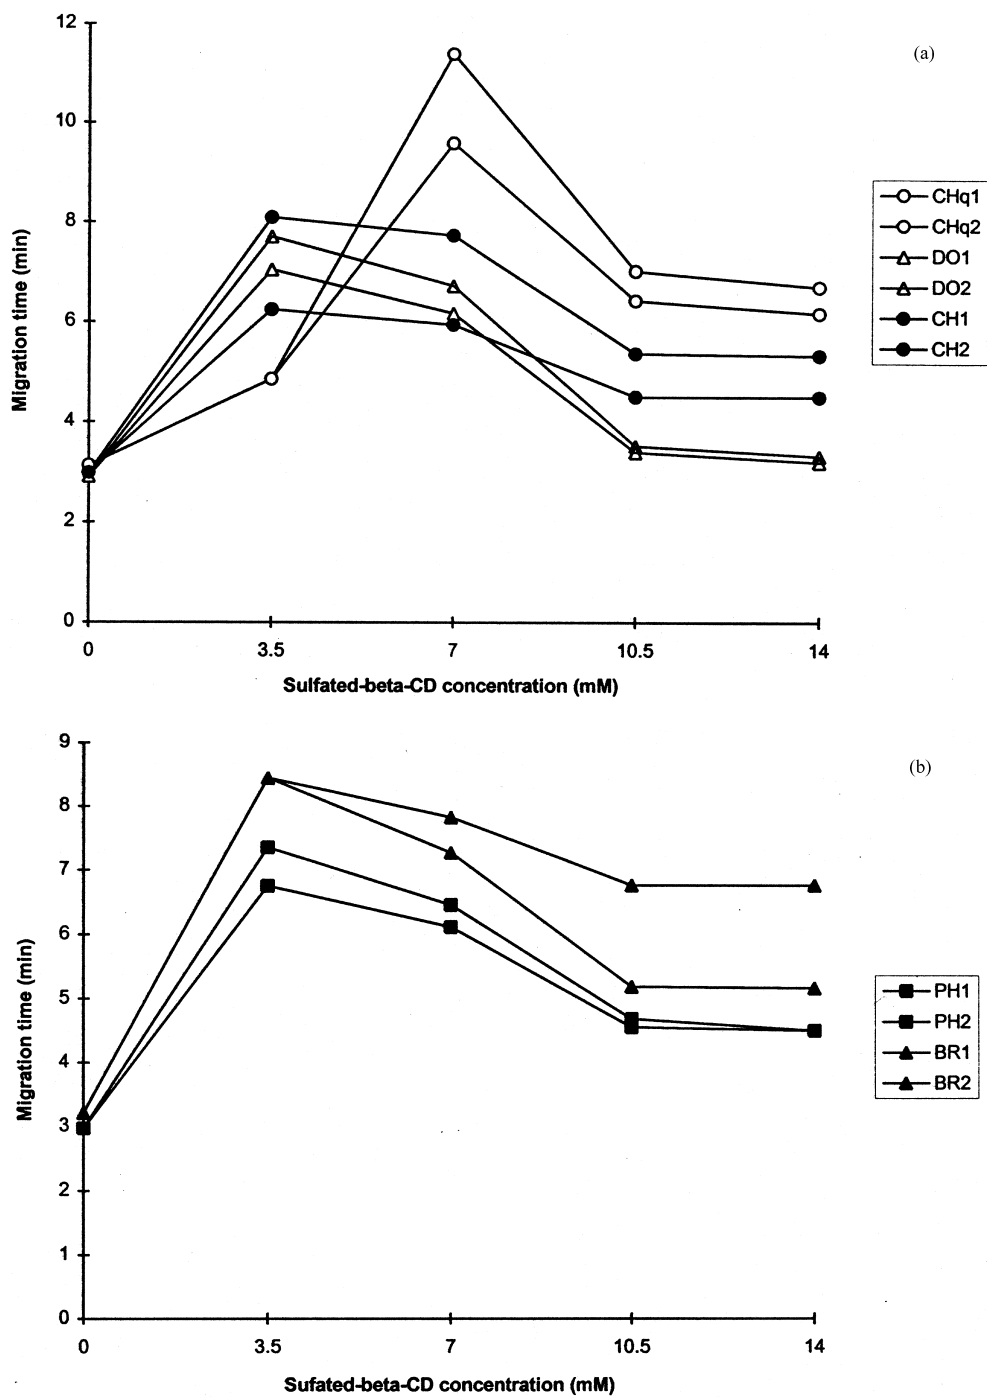 (a)
12
10
8
6
4
2
0
Migration time (min)
0 3.5 7 10.5 14
Sulfated-beta-CD concentration (mM)
CHq1
CHq2
DO1
DO2
CH1
CH2
(b)
9
8
7
6
5
4
3
2
1
0
Migration time (min)
0 3.5 7 10.5 14
Sufated-beta-CD concentration (mM)
PH1
PH2
BR1
BR2